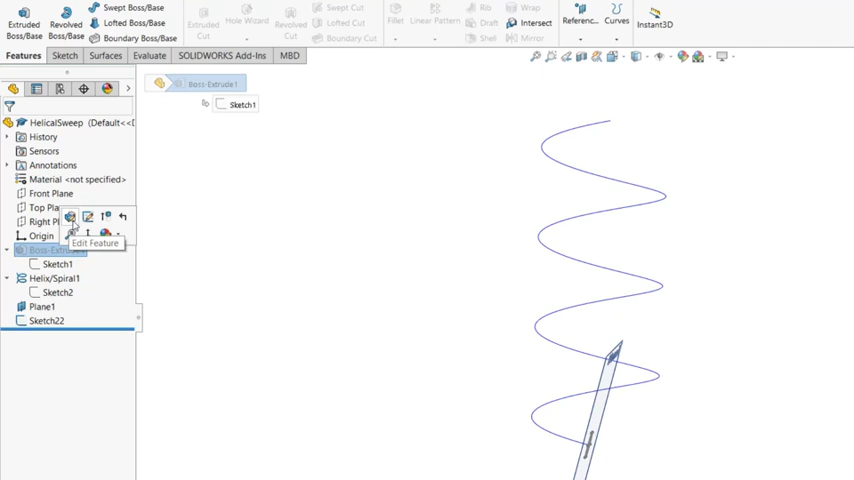 Extruded Boss/Base
Revolved Boss/Base
Swept Boss/Base
Lofted Boss/Base
Boundary Boss/Base
Extruded Cut
Hole Wizard
Revolved Cut
Swept Cut
Lofted Cut
Boundary Cut
Fillet
Linear Pattern
Rib
Draft
Shell
Wrap
Intersect
Mirror
Referenc...
Curves
Instant3D
Features
Sketch
Surfaces
Evaluate
SOLIDWORKS Add-Ins
MBD
Boss-Extrude1
Sketch1
HelicalSweep (Default<<D
History
Sensors
Annotations
Material <not specified>
Front Plane
Top Pla
Right Pl
Origin
Edit Feature
Boss-Extrude1
Sketch1
Helix/Spiral1
Sketch2
Plane1
Sketch22